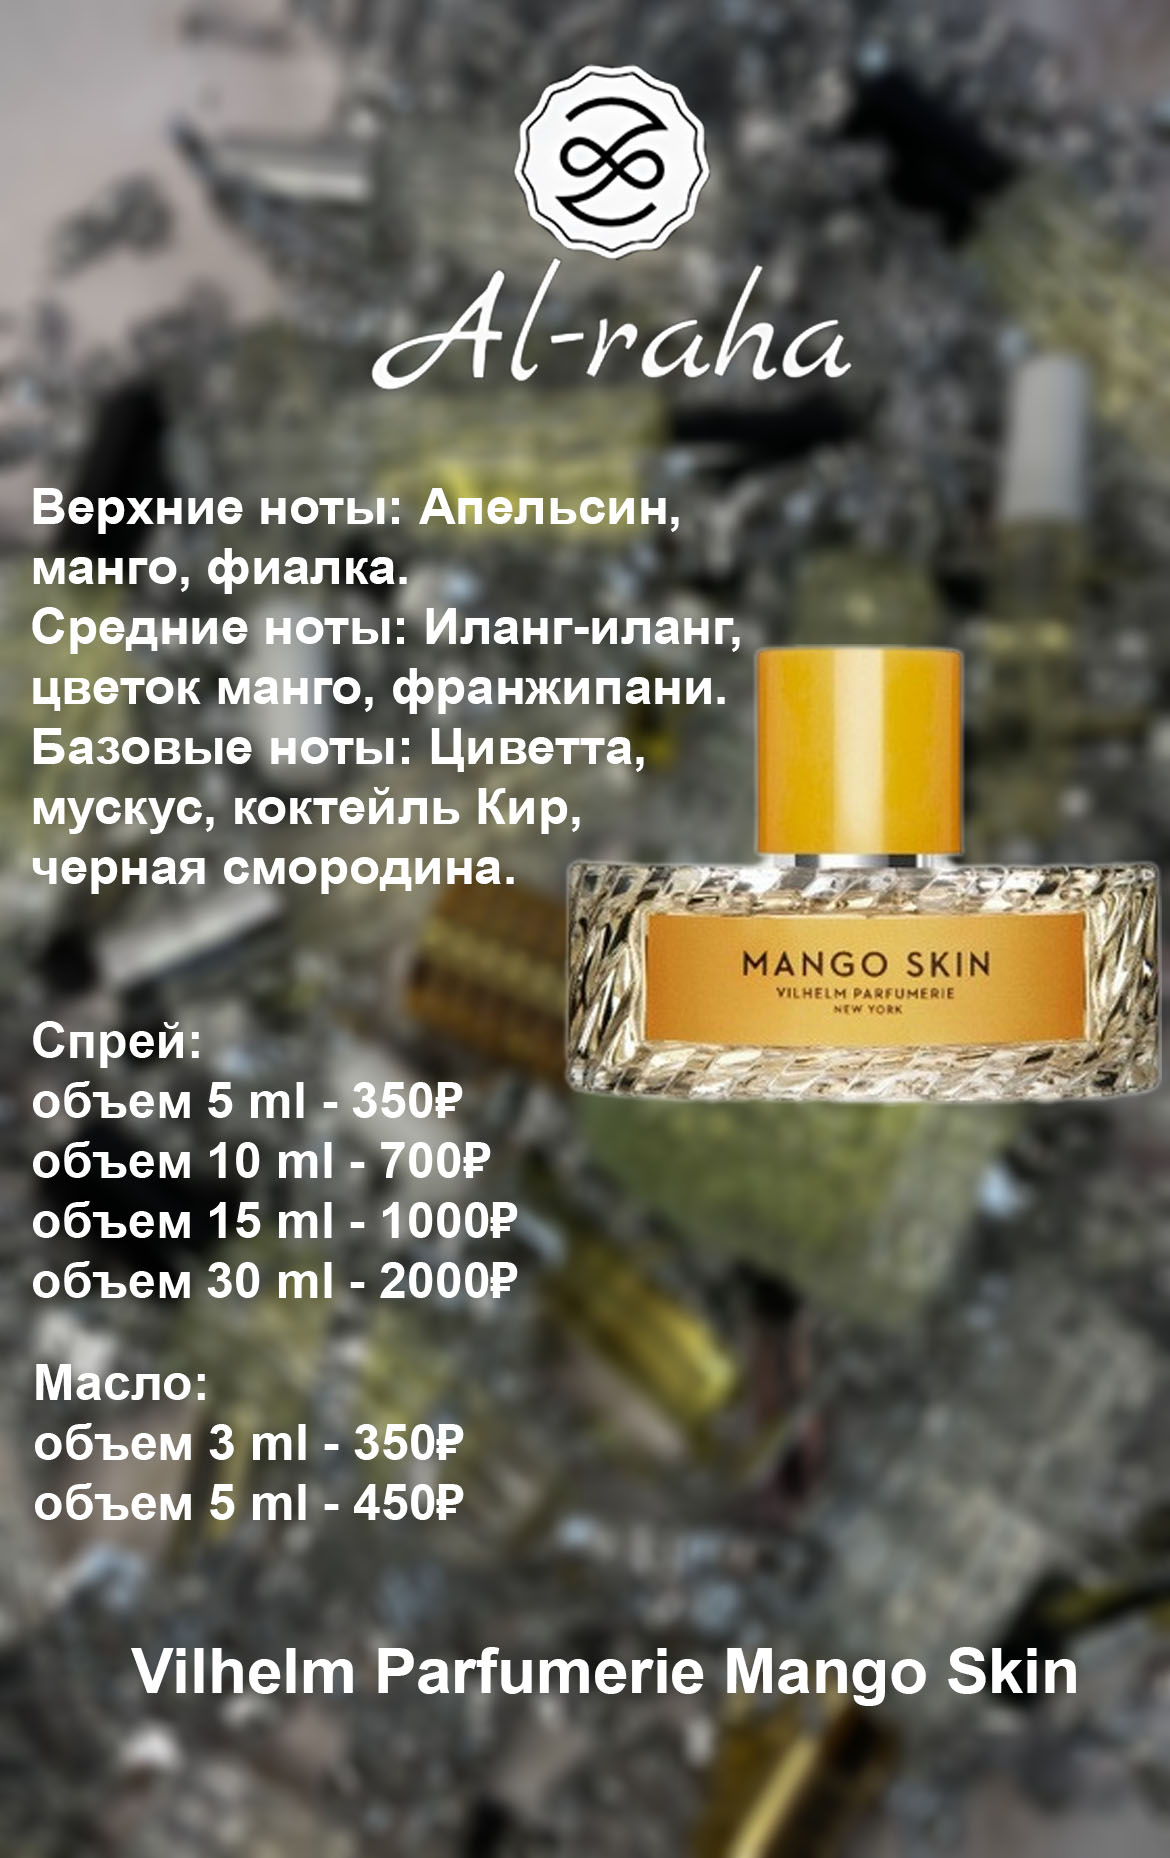 Al-raha
Верхние ноты: Апельсин,
манго, фиалка.
Средние ноты: Иланг-иланг,
цветок манго, франжипани.
Базовые ноты: Циветта,
мускус, коктейль Кир,
черная смородина.
MANGO SKIN
VILHELM PARFUMERIE
NEW YORK
Спрей:
объем 5 ml - 350₽
объем 10 ml - 700₽
объем 15 ml - 1000₽
объем 30 ml - 2000₽
Масло:
объем 3 ml - 350₽
объем 5 ml - 450₽
Vilhelm Parfumerie Mango Skin